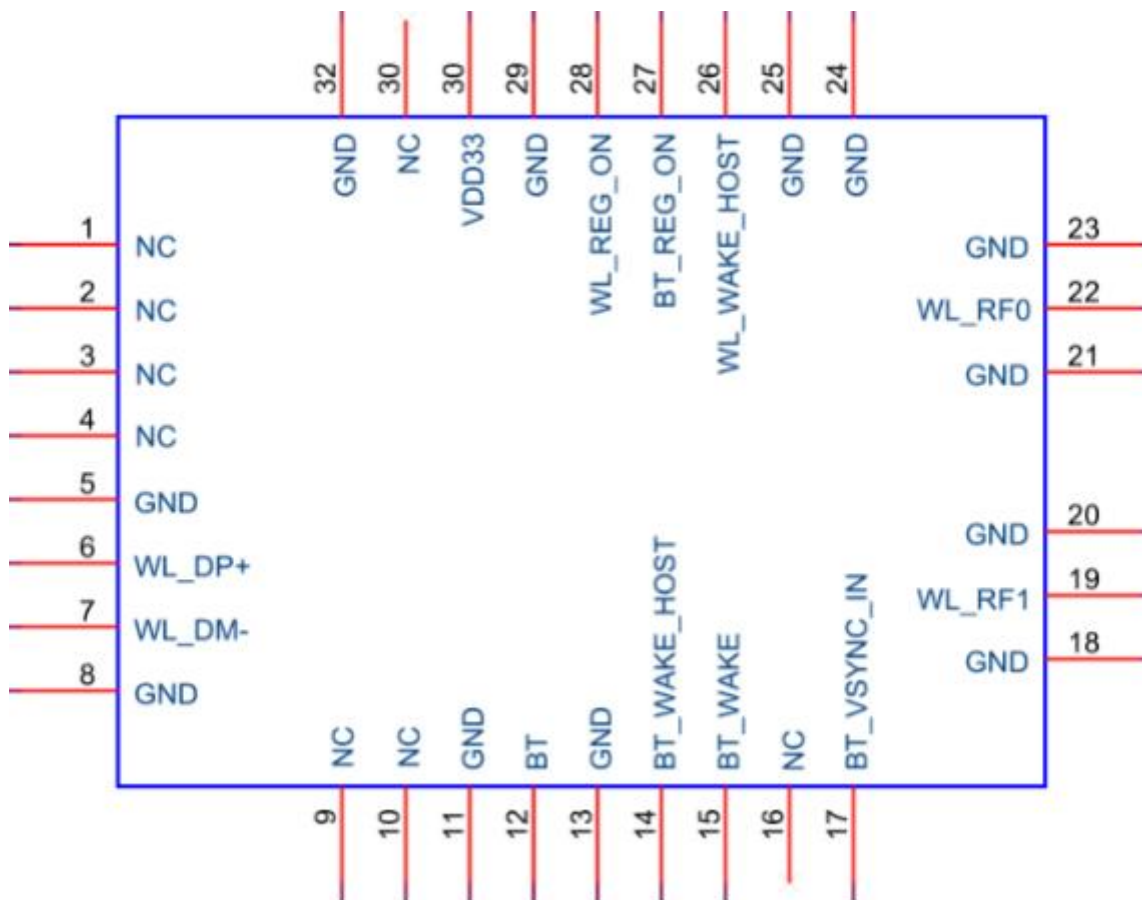 32 30 30 29 28 27 26 25 24
GND NC VDD33 GND WL_REG_ON BT_REG_ON WL_WAKE_HOST GND GND
1 NC
2 NC
3 NC
4 NC
5 GND
6 WL_DP+
7 WL_DM-
8 GND
GND 23
WL_RF0 22
GND 21
GND 20
WL_RF1 19
GND 18
NC NC GND BT GND BT_WAKE_HOST BT_WAKE NC BT_VSYNC_IN
9 10 11 12 13 14 15 16 17